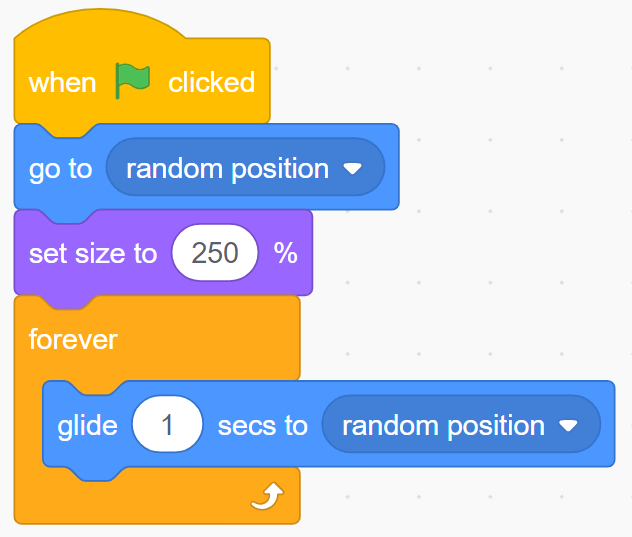 when clicked
go to random position
set size to 250 %
forever
glide 1 secs to random position